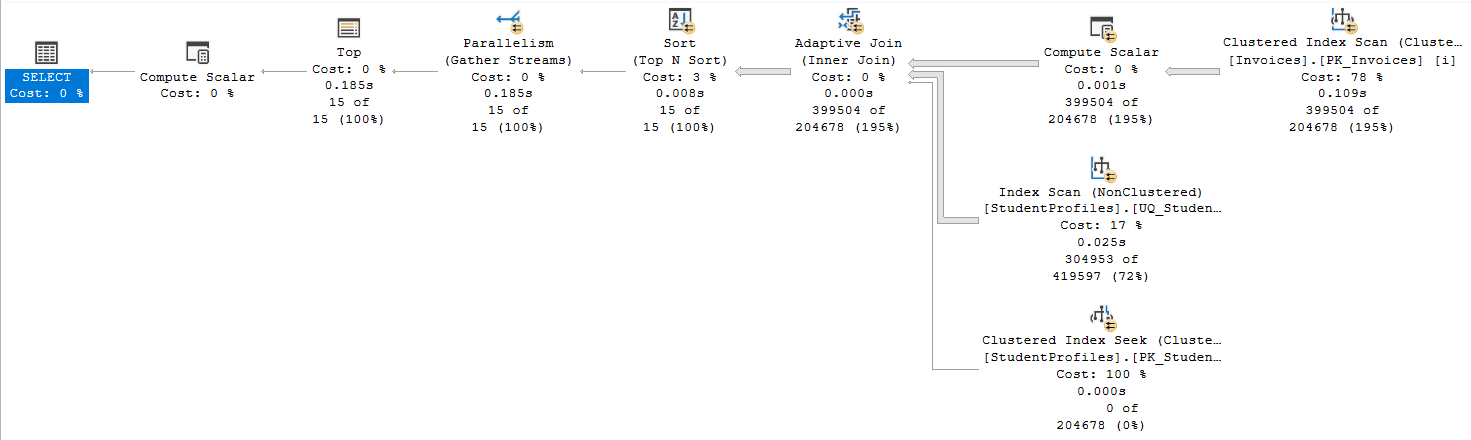 SELECT
Cost: 0 %
Compute Scalar
Cost: 0 %
Top
Cost: 0 %
0.185s
15 of
15 (100%)
Parallelism
(Gather Streams)
Cost: 0 %
0.185s
15 of
15 (100%)
Sort
(Top N Sort)
Cost: 3 %
0.008s
15 of
15 (100%)
Adaptive Join
(Inner Join)
Cost: 0 %
0.000s
399504 of
204678 (195%)
Compute Scalar
Cost: 0 %
0.001s
399504 of
204678 (195%)
Clustered Index Scan (Cluste…
[Invoices].[PK_Invoices] [i]
Cost: 78 %
0.109s
399504 of
204678 (195%)
Index Scan (NonClustered)
[StudentProfiles].[UQ_Studen…
Cost: 17 %
0.025s
304953 of
419597 (72%)
Clustered Index Seek (Cluste…
[StudentProfiles].[PK_Studen…
Cost: 100 %
0.000s
0 of
204678 (0%)